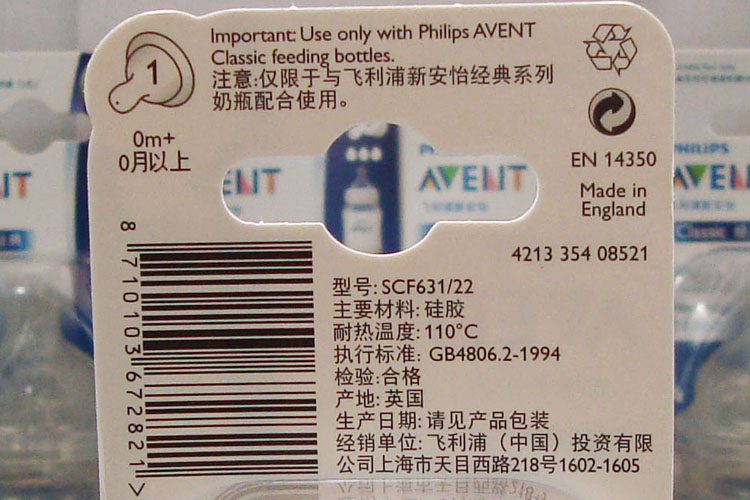 Important: Use only with Philips AVENT
Classic feeding bottles.
注意:仅限于与飞利浦新安怡经典系列
奶瓶配合使用。
1
0m+
0月以上
EN 14350
Made in
England
PHILIPS
AVENT
AVENT
Classic
4213 354 08521
8 710103 672821 >
型号: SCF631/22
主要材料: 硅胶
耐热温度: 110°C
执行标准: GB4806.2-1994
检验:合格
产地: 英国
生产日期: 请见产品包装
经销单位: 飞利浦（中国）投资有限
公司上海市天目西路218号1602-1605